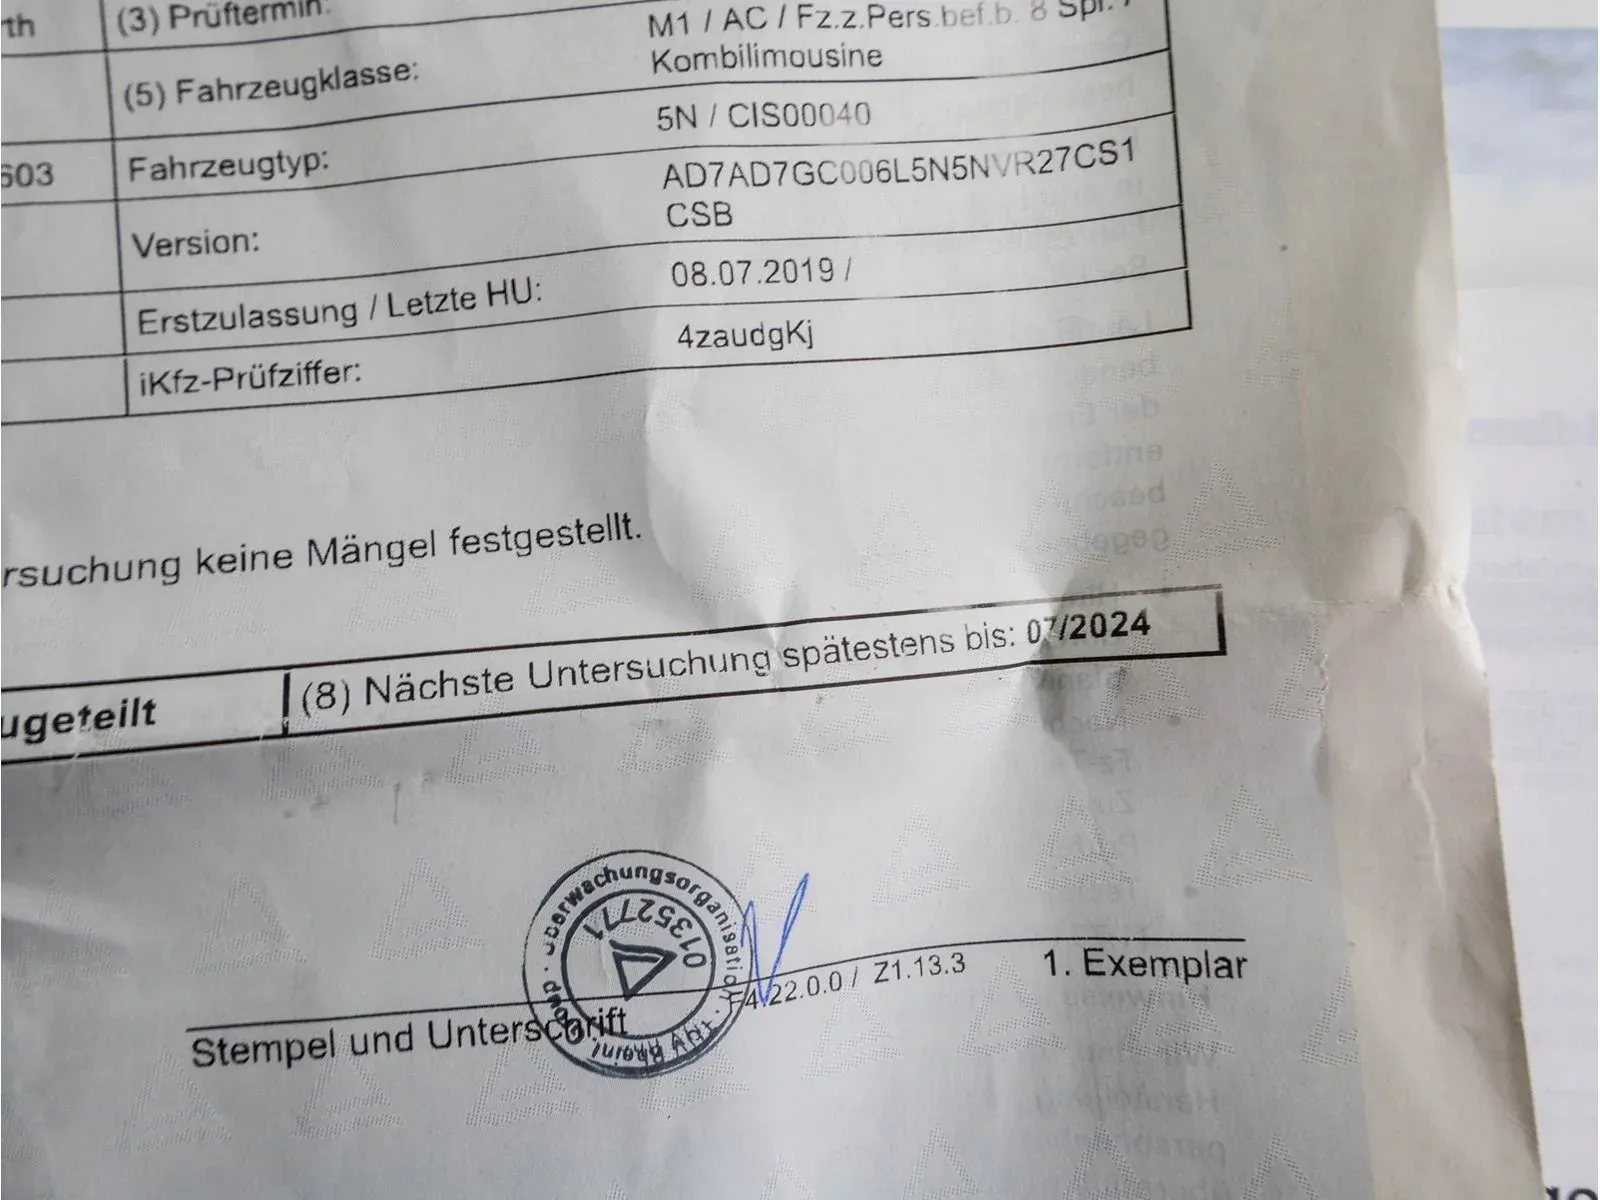 th
(3) Prüftermin:
M1 / AC / Fz.z.Pers.bef.b. 8 Spl. /
Kombilimousine
(5) Fahrzeugklasse:
5N / CIS00040
603
Fahrzeugtyp:
AD7AD7GC006L5N5NVR27CS1
CSB
Version:
08.07.2019 /
Erstzulassung / Letzte HU:
4zaudgKj
iKfz-Prüfziffer:
rsuchung keine Mängel festgestellt.
ugeteilt
(8) Nächste Untersuchung spätestens bis: 07/2024
Überwachungsorganisation
0135271
F4.22.0.0 / Z1.13.3
1. Exemplar
Stempel und Unterschrift